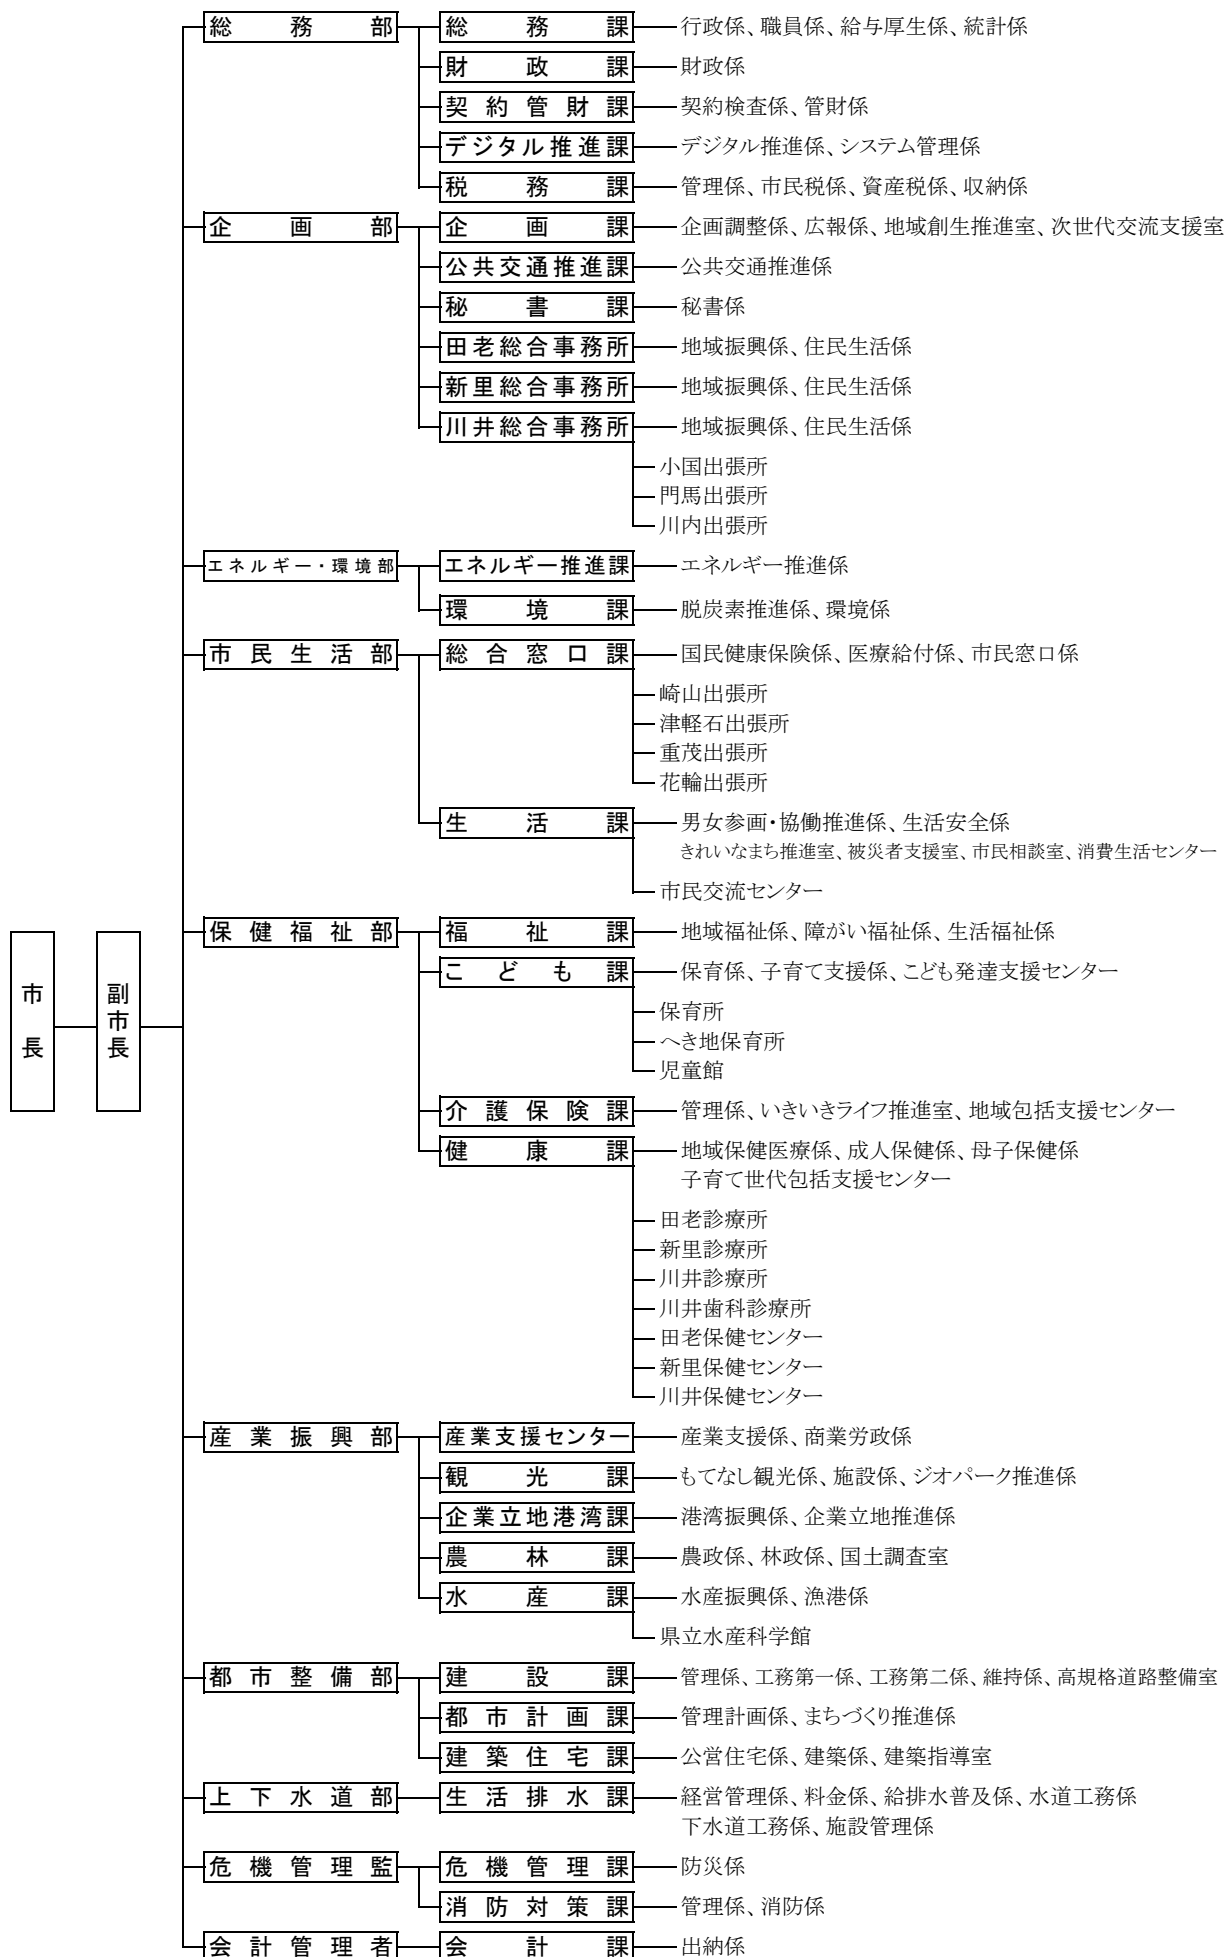 総務部 総務課 行政係、職員係、給与厚生係、統計係
財政課 財政係
契約管財課 契約検査係、管財係
デジタル推進課 デジタル推進係、システム管理係
税務課 管理係、市民税係、資産税係、収納係
企画部 企画課 企画調整係、広報係、地域創生推進室、次世代交流支援室
公共交通推進課 公共交通推進係
秘書課 秘書係
田老総合事務所 地域振興係、住民生活係
新里総合事務所 地域振興係、住民生活係
川井総合事務所 地域振興係、住民生活係
小国出張所
門馬出張所
川内出張所
エネルギー・環境部 エネルギー推進課 エネルギー推進係
環境課 脱炭素推進係、環境係
市民生活部 総合窓口課 国民健康保険係、医療給付係、市民窓口係
崎山出張所
津軽石出張所
重茂出張所
花輪出張所
生活課 男女参画・協働推進係、生活安全係
きれいなまち推進室、被災者支援室、市民相談室、消費生活センター
市民交流センター
保健福祉部 福祉課 地域福祉係、障がい福祉係、生活福祉係
こども課 保育係、子育て支援係、こども発達支援センター
市長 副市長
保育所
へき地保育所
児童館
介護保険課 管理係、いきいきライフ推進室、地域包括支援センター
健康課 地域保健医療係、成人保健係、母子保健係
子育て世代包括支援センター
田老診療所
新里診療所
川井診療所
川井歯科診療所
田老保健センター
新里保健センター
川井保健センター
産業振興部 産業支援センター 産業支援係、商業労政係
観光課 もてなし観光係、施設係、ジオパーク推進係
企業立地港湾課 港湾振興係、企業立地推進係
農林課 農政係、林政係、国土調査室
水産課 水産振興係、漁港係
県立水産科学館
都市整備部 建設課 管理係、工務第一係、工務第二係、維持係、高規格道路整備室
都市計画課 管理計画係、まちづくり推進係
建築住宅課 公営住宅係、建築係、建築指導室
上下水道部 生活排水課 経営管理係、料金係、給排水普及係、水道工務係
下水道工務係、施設管理係
危機管理監 危機管理課 防災係
消防対策課 管理係、消防係
会計管理者 会計課 出納係